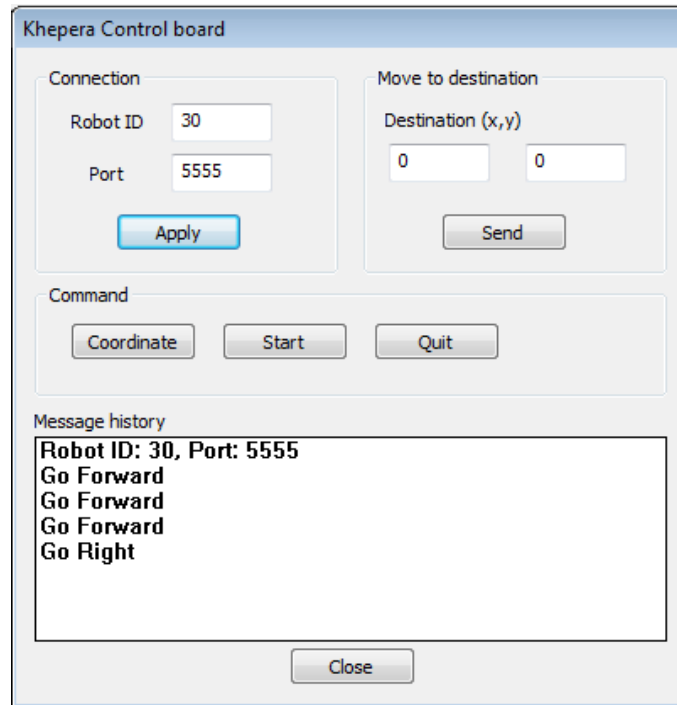 Khepera Control board
Connection
Robot ID 30
Port 5555
Apply
Move to destination
Destination (x,y)
0 0
Send
Command
Coordinate Start Quit
Message history
Robot ID: 30, Port: 5555
Go Forward
Go Forward
Go Forward
Go Right
Close